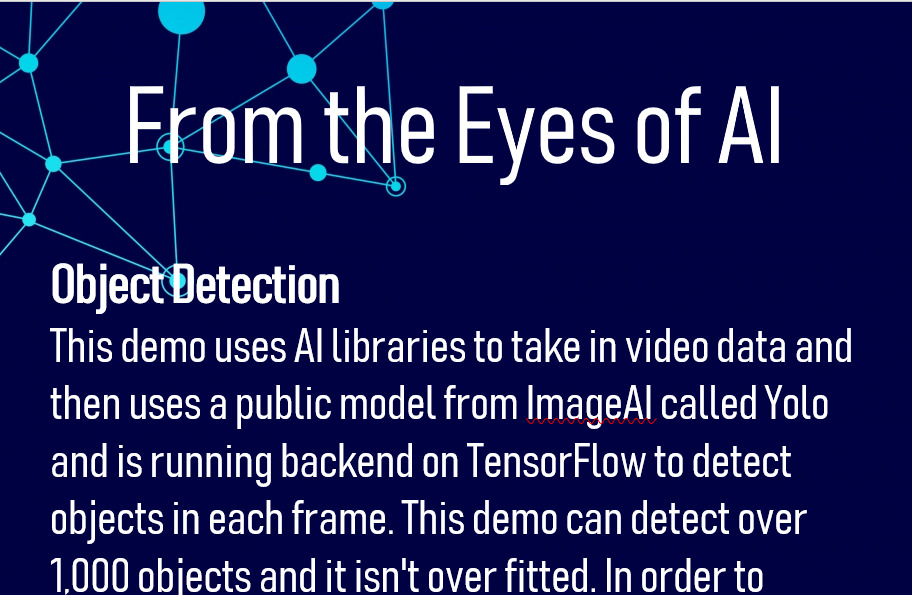 From the Eyes of AI
Object Detection
This demo uses AI libraries to take in video data and
then uses a public model from ImageAI called Yolo
and is running backend on TensorFlow to detect
objects in each frame. This demo can detect over
1,000 objects and it isn't over fitted. In order to